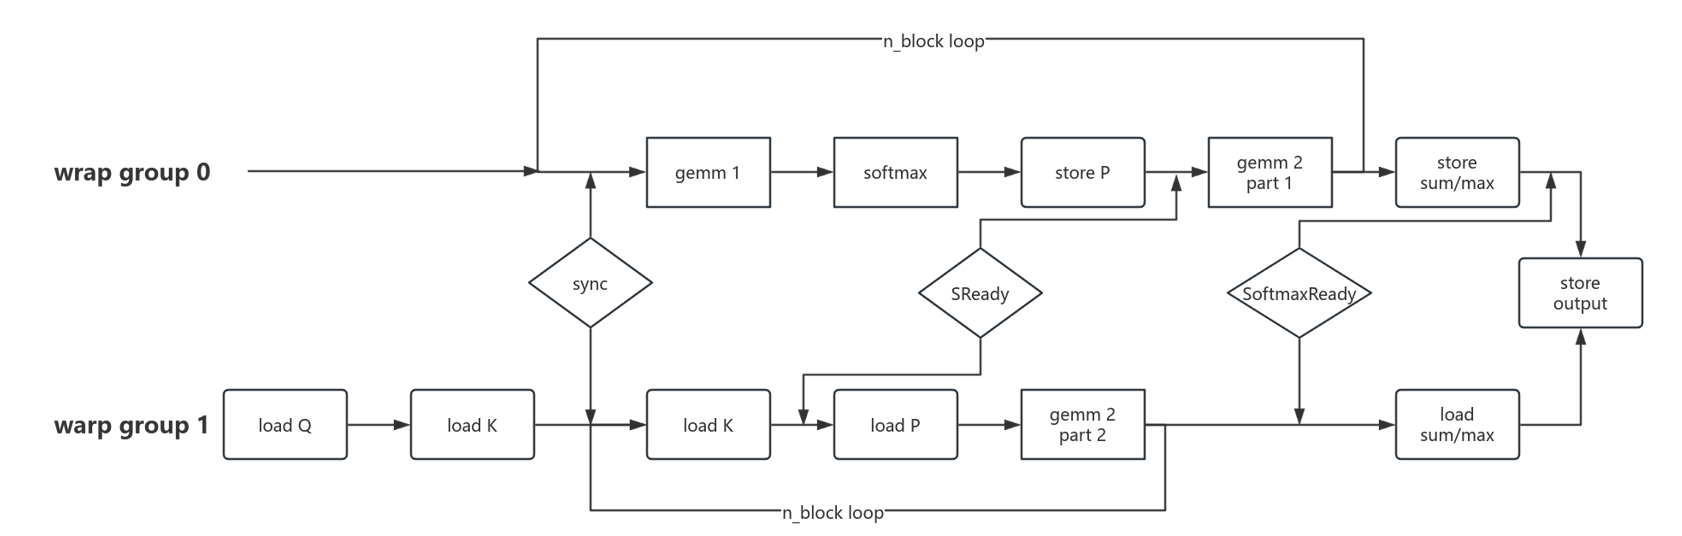 n_block loop
wrap group 0
gemm 1
softmax
store P
gemm 2
part 1
store
sum/max
sync
SReady
SoftmaxReady
store
output
warp group 1
load Q
load K
load K
load P
gemm 2
part 2
load
sum/max
n_block loop